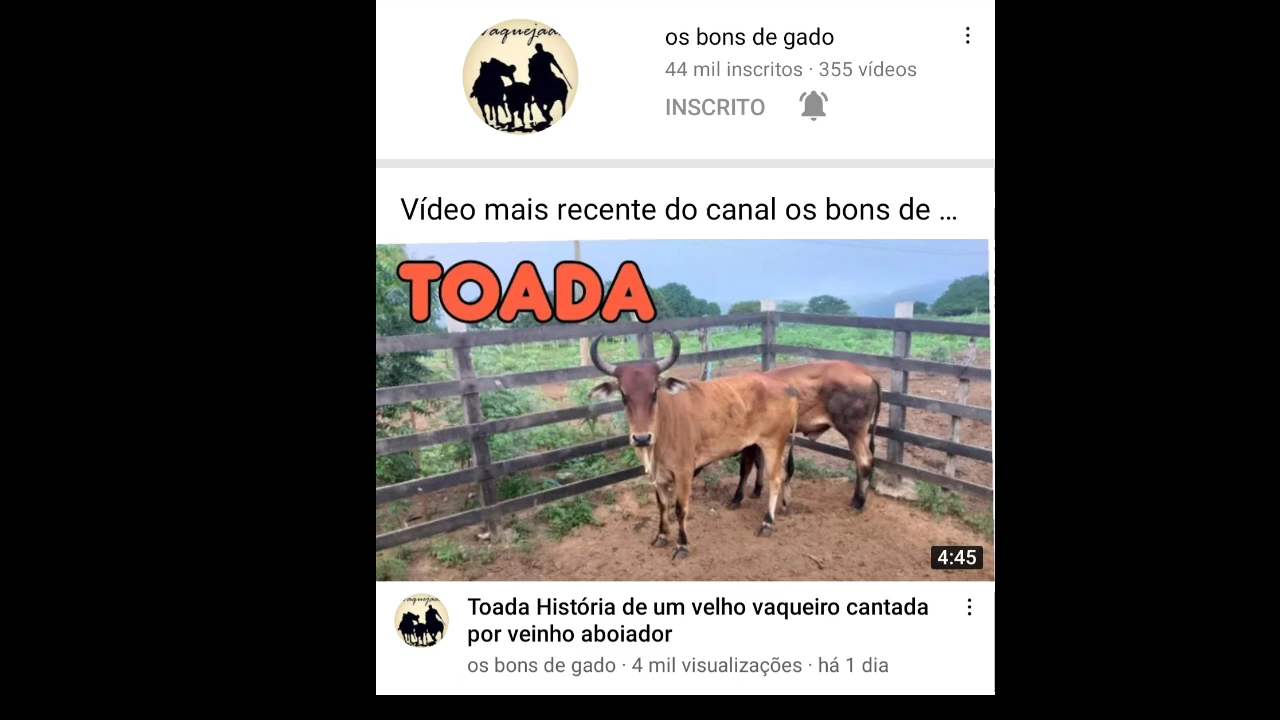 vaquejad
os bons de gado
44 mil inscritos · 355 vídeos
INSCRITO
Vídeo mais recente do canal os bons de ...
TOADA
4:45
Toada História de um velho vaqueiro cantada
por veinho aboiador
os bons de gado · 4 mil visualizações · há 1 dia